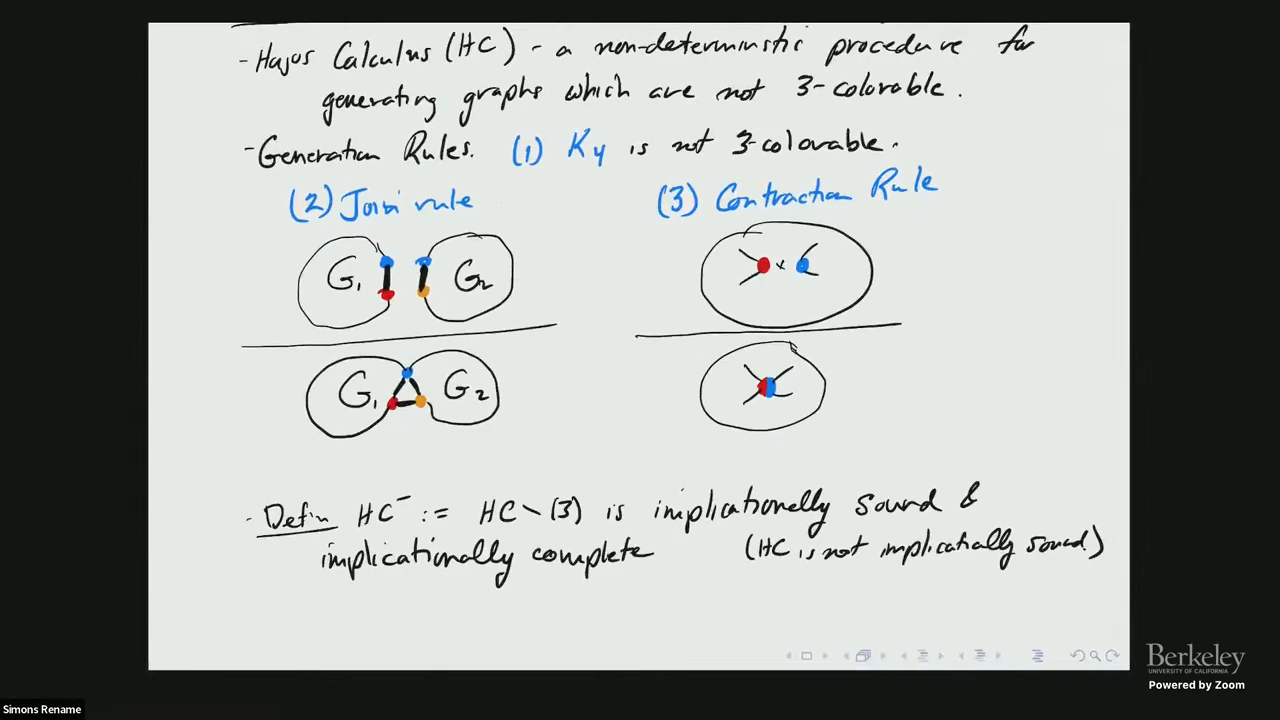 - Hajos Calculus (HC) - a non-deterministic procedure for
generating graphs which are not 3-colorable.
- Generation Rules. (1) K4 is not 3-colorable.
(2) Join rule (3) Contraction Rule
G1 G2
G1 G2
- Defn HC⁻ := HC \ (3) is implicationally sound &
implicationally complete (HC is not implicatially sound)
Berkeley
UNIVERSITY OF CALIFORNIA
Powered by Zoom
Simons Rename